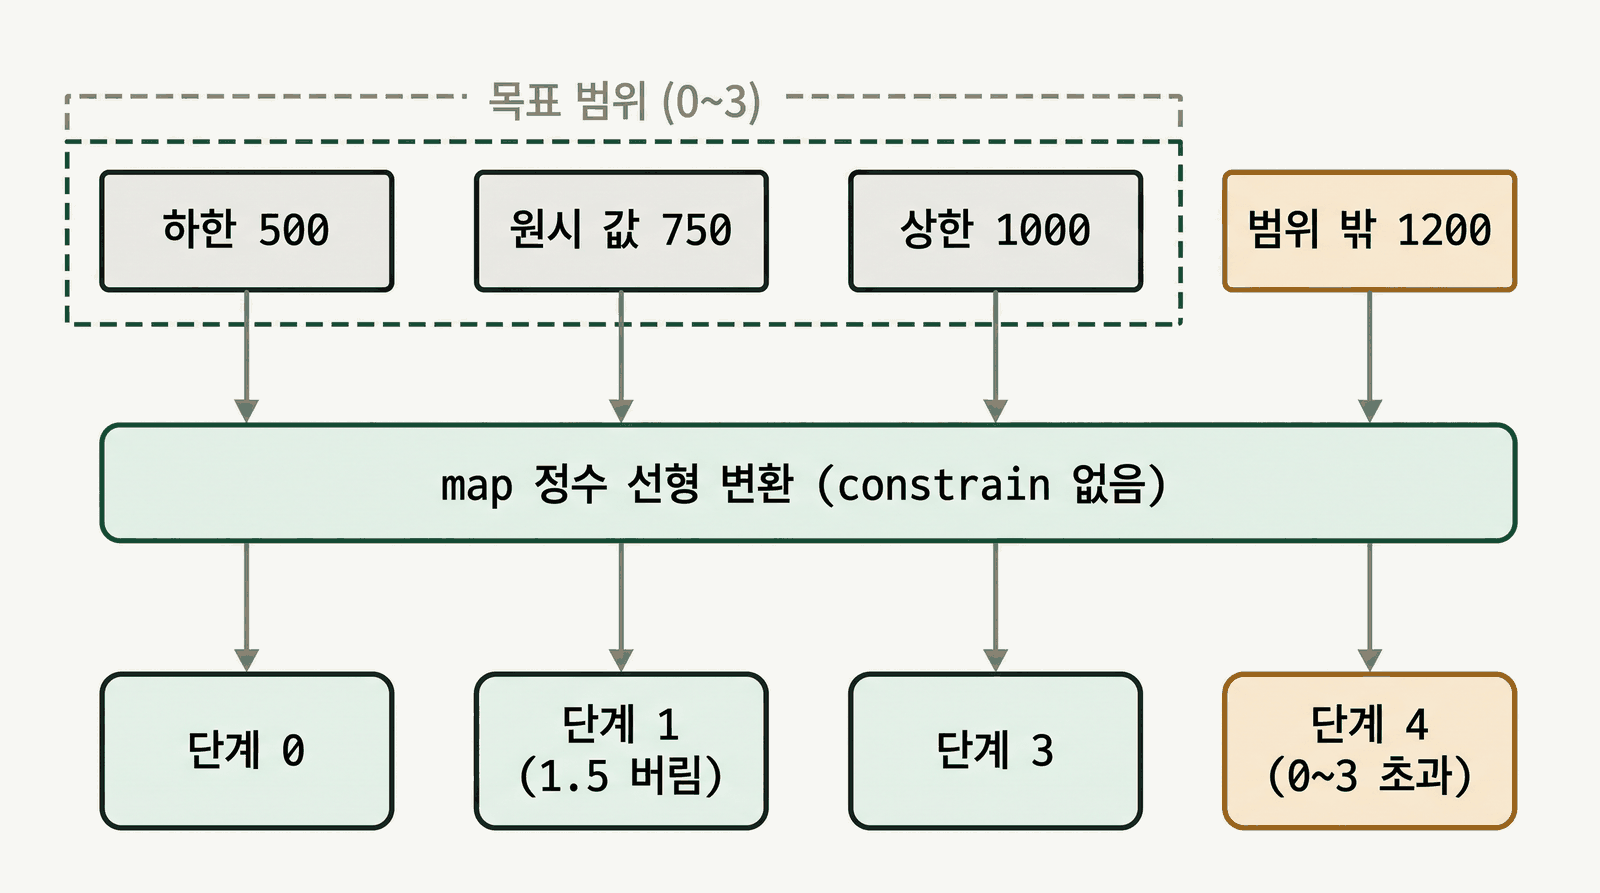 목표 범위 (0~3)
하한 500
원시 값 750
상한 1000
범위 밖 1200
map 정수 선형 변환 (constrain 없음)
단계 0
단계 1
(1.5 버림)
단계 3
단계 4
(0~3 초과)